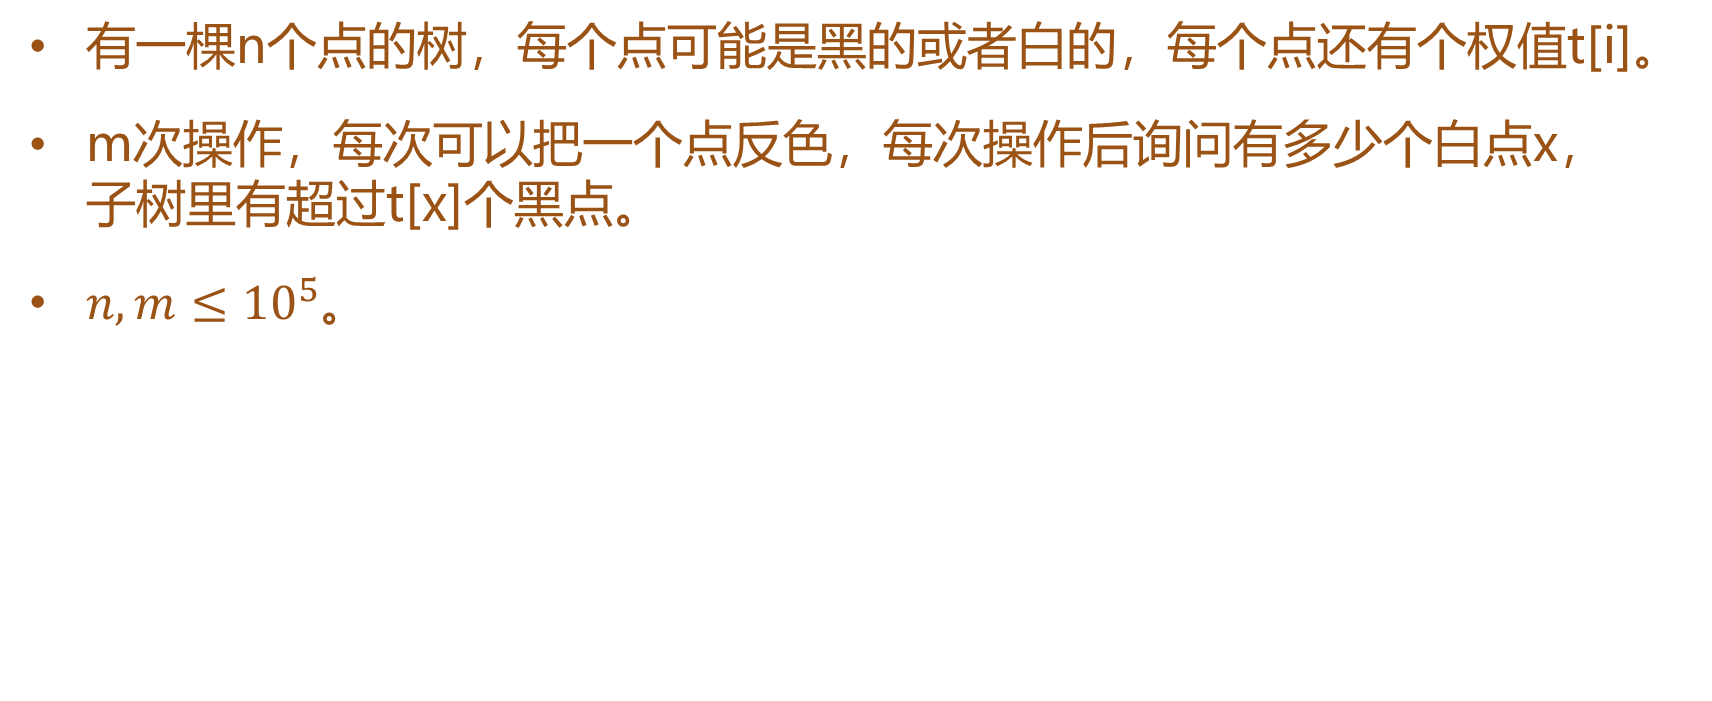 • 有一棵n个点的树，每个点可能是黑的或者白的，每个点还有个权值t[i]。
• m次操作，每次可以把一个点反色，每次操作后询问有多少个白点x，
子树里有超过t[x]个黑点。
• n, m ≤ 10⁵。